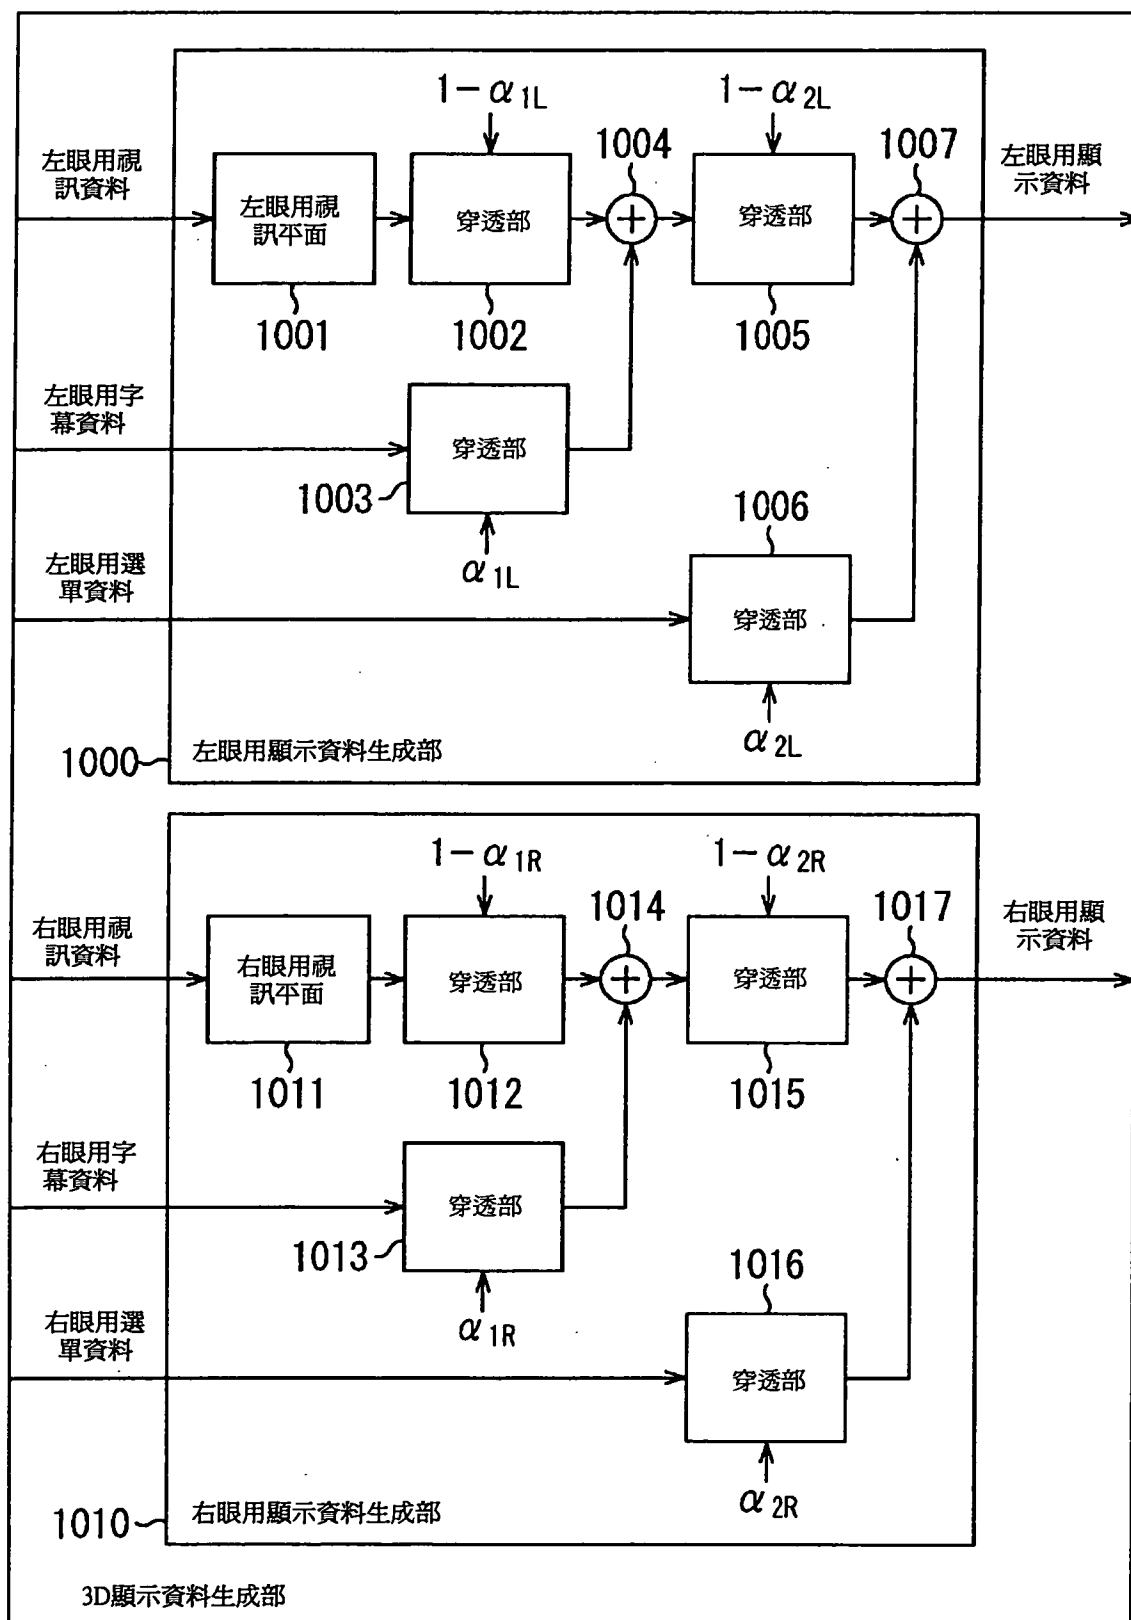 1-α1L
1-α2L
1004
1007
左眼用視
訊資料
左眼用視
訊平面
穿透部
穿透部
左眼用顯
示資料
1001
1002
1005
左眼用字
幕資料
穿透部
1003
α1L
1006
左眼用選
單資料
穿透部
α2L
1000
左眼用顯示資料生成部
1-α1R
1-α2R
1014
1017
右眼用視
訊資料
右眼用視
訊平面
穿透部
穿透部
右眼用顯
示資料
1011
1012
1015
右眼用字
幕資料
穿透部
1013
α1R
1016
右眼用選
單資料
穿透部
α2R
1010
右眼用顯示資料生成部
3D顯示資料生成部